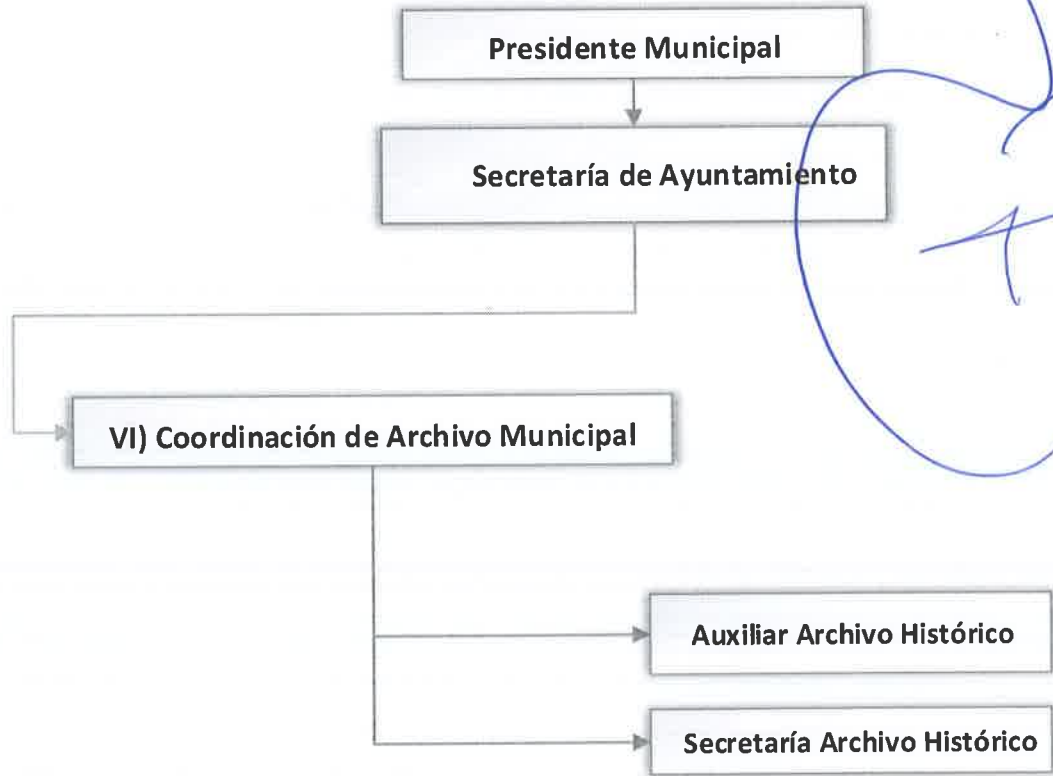 Presidente Municipal
Secretaría de Ayuntamiento
VI) Coordinación de Archivo Municipal
Auxiliar Archivo Histórico
Secretaría Archivo Histórico